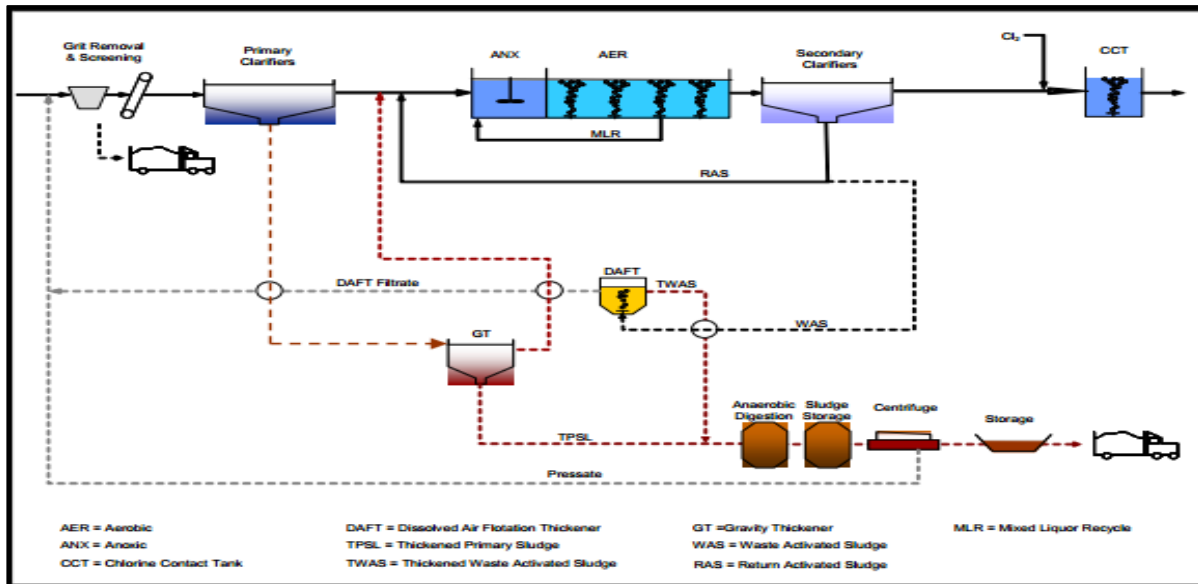 Grit Removal
& Screening
Primary
Clarifiers
ANX
AER
Secondary
Clarifiers
Cl₂
CCT
MLR
RAS
DAFT Filtrate
DAFT
TWAS
WAS
GT
Anaerobic
Digestion
Sludge
Storage
Centrifuge
Storage
TPSL
Pressate
AER = Aerobic
DAFT = Dissolved Air Flotation Thickener
GT =Gravity Thickener
MLR = Mixed Liquor Recycle
ANX = Anoxic
TPSL = Thickened Primary Sludge
WAS = Waste Activated Sludge
CCT = Chlorine Contact Tank
TWAS = Thickened Waste Activated Sludge
RAS = Return Activated Sludge